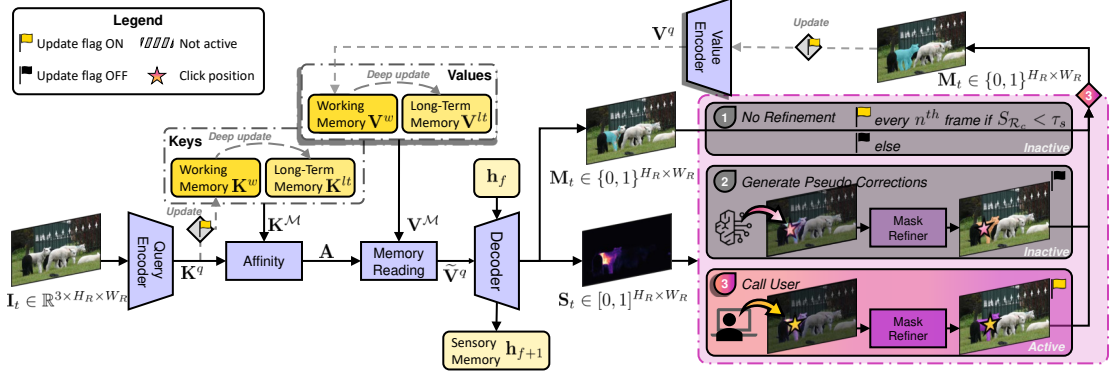 Legend
Update flag ON
Not active
Update flag OFF
Click position
Values
Deep update
Working Memory V^w
Long-Term Memory V^{lt}
Keys
Deep update
Working Memory K^w
Long-Term Memory K^{lt}
Update
I_t ∈ ℝ^{3×H_R×W_R}
Query Encoder
K^q
K^ℳ
Affinity
A
V^ℳ
Memory Reading
Ṽ^q
h_f
Decoder
Sensory Memory h_{f+1}
M_t ∈ {0, 1}^{H_R×W_R}
S_t ∈ [0, 1]^{H_R×W_R}
V^q
Value Encoder
Update
M_t ∈ {0, 1}^{H_R×W_R}
3
1 No Refinement
every n^{th} frame if S_{ℛ_c} < τ_s
else
Inactive
2 Generate Pseudo Corrections
Mask Refiner
Inactive
3 Call User
Mask Refiner
Active